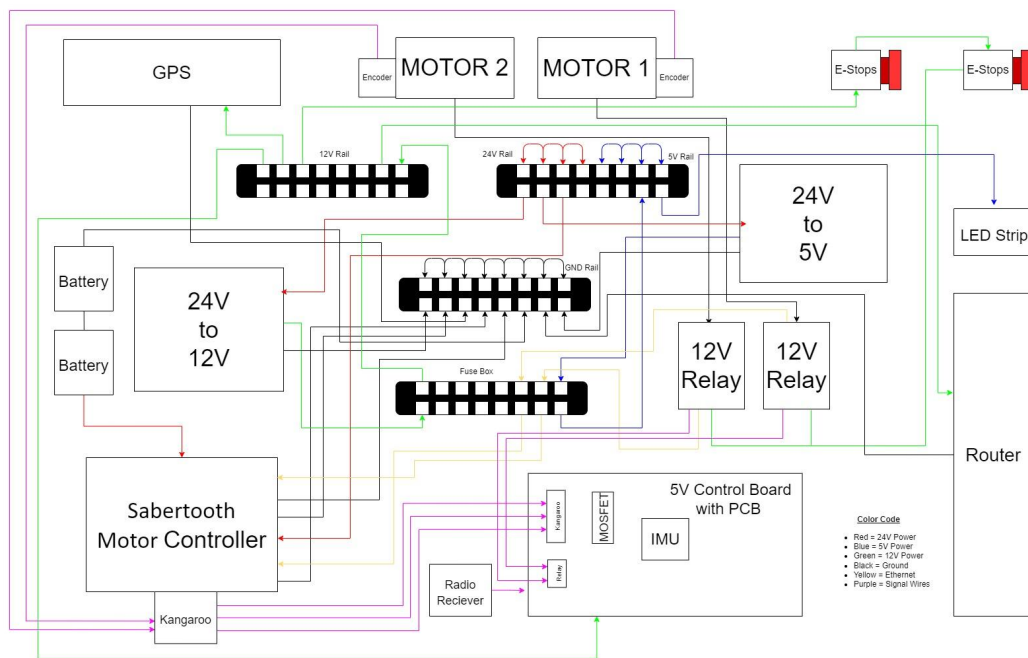 GPS
Encoder
MOTOR 2
MOTOR 1
Encoder
E-Stops
E-Stops
12V Rail
24V Rail
5V Rail
24V
to
5V
LED Strip
Battery
24V
to
12V
GND Rail
Battery
Fuse Box
12V
Relay
12V
Relay
Router
Sabertooth
Motor Controller
Kangaroo
Radio
Reciever
5V Control Board
with PCB
Kangaroo
MOSFET
IMU
Relay
Color Code
Red = 24V Power
Blue = 5V Power
Green = 12V Power
Black = Ground
Yellow = Ethernet
Purple = Signal Wires